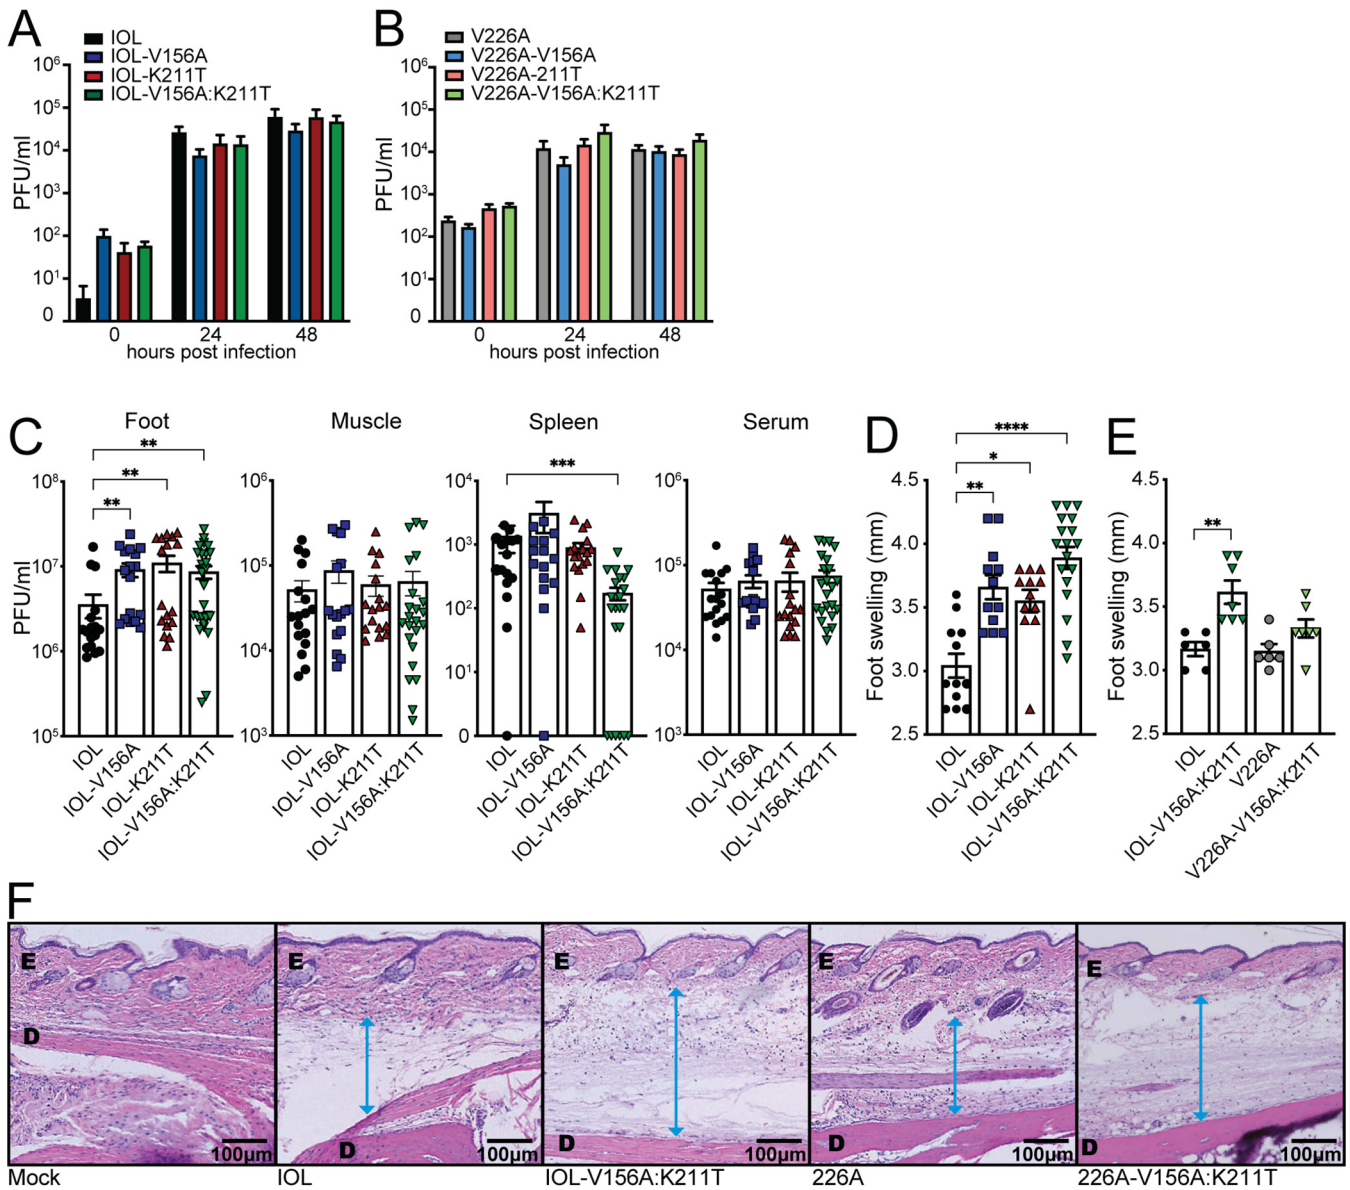 A
IOL
IOL-V156A
IOL-K211T
IOL-V156A:K211T
PFU/ml
10⁶
10⁵
10⁴
10³
10²
10¹
0
0 24 48
hours post infection
B
V226A
V226A-V156A
V226A-211T
V226A-V156A:K211T
PFU/ml
10⁶
10⁵
10⁴
10³
10²
10¹
0
0 24 48
hours post infection
C
Foot
**
**
**
PFU/ml
10⁸
10⁷
10⁶
10⁵
IOL
IOL-V156A
IOL-K211T
IOL-V156A:K211T
Muscle
10⁶
10⁵
10⁴
10³
IOL
IOL-V156A
IOL-K211T
IOL-V156A:K211T
Spleen
***
10⁴
10³
10²
10¹
0
IOL
IOL-V156A
IOL-K211T
IOL-V156A:K211T
Serum
10⁶
10⁵
10⁴
10³
IOL
IOL-V156A
IOL-K211T
IOL-V156A:K211T
D
****
*
**
Foot swelling (mm)
4.5
4.0
3.5
3.0
2.5
IOL
IOL-V156A
IOL-K211T
IOL-V156A:K211T
E
**
Foot swelling (mm)
4.5
4.0
3.5
3.0
2.5
IOL
IOL-V156A:K211T
V226A
V226A-V156A:K211T
F
E
D
100µm
Mock
E
D
100µm
IOL
E
D
100µm
IOL-V156A:K211T
E
D
100µm
226A
E
D
100µm
226A-V156A:K211T